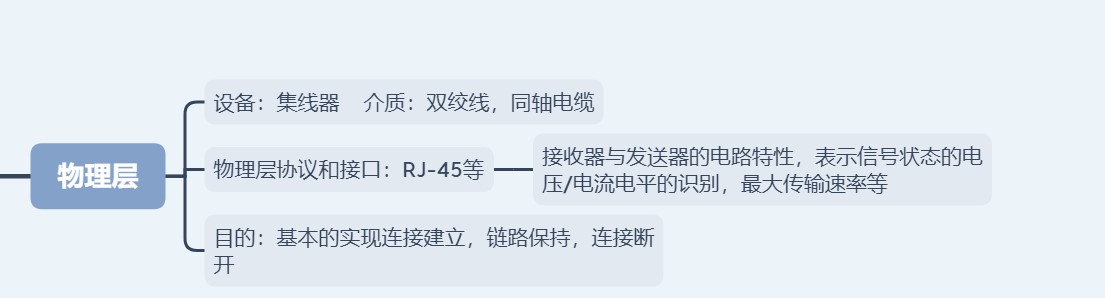 物理层
设备：集线器 介质：双绞线，同轴电缆
物理层协议和接口：RJ-45等
接收器与发送器的电路特性，表示信号状态的电
压/电流电平的识别，最大传输速率等
目的：基本的实现连接建立，链路保持，连接断
开